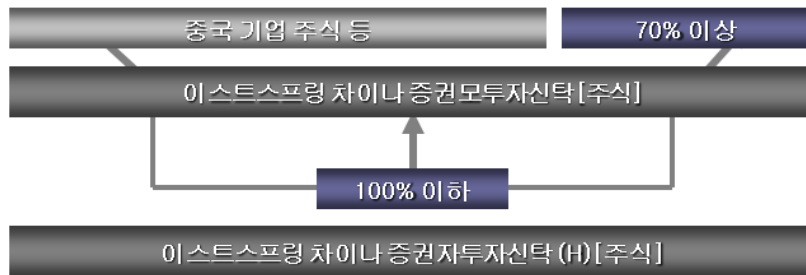 중국 기업 주식 등
70% 이상
이스트스프링 차이나 증권모투자신탁[주식]
100% 이하
이스트스프링 차이나 증권자투자신탁(H)[주식]